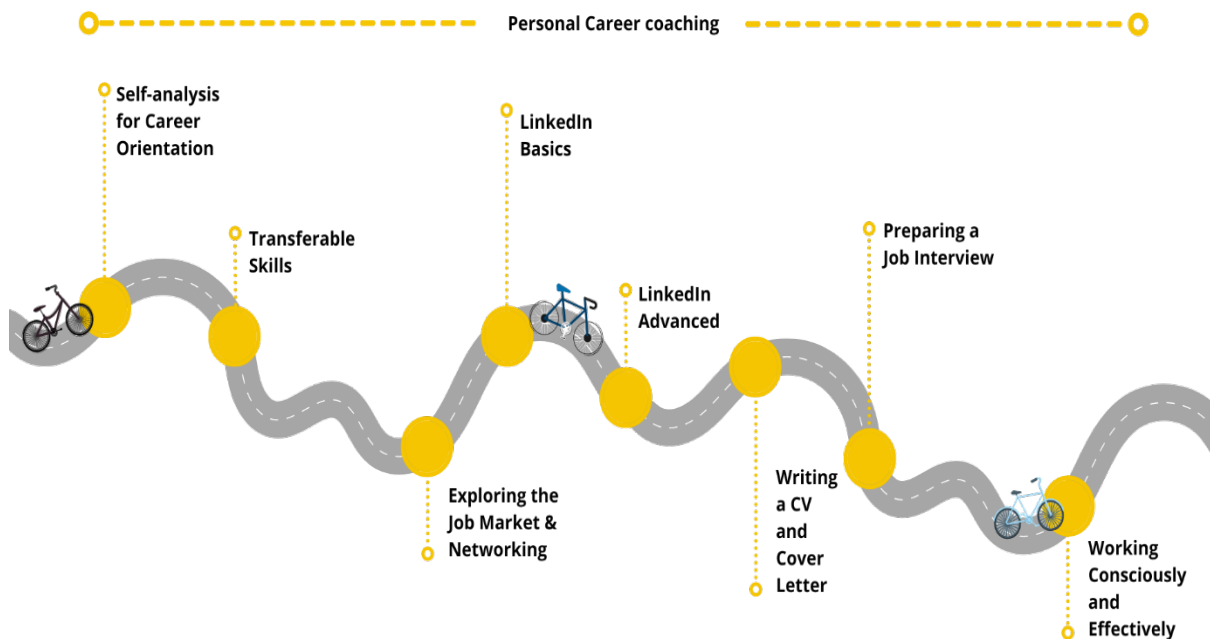 Personal Career coaching
Self-analysis
for Career
Orientation
Transferable
Skills
Exploring the
Job Market &
Networking
LinkedIn
Basics
LinkedIn
Advanced
Writing
a CV
and
Cover
Letter
Preparing a
Job Interview
Working
Consciously
and
Effectively